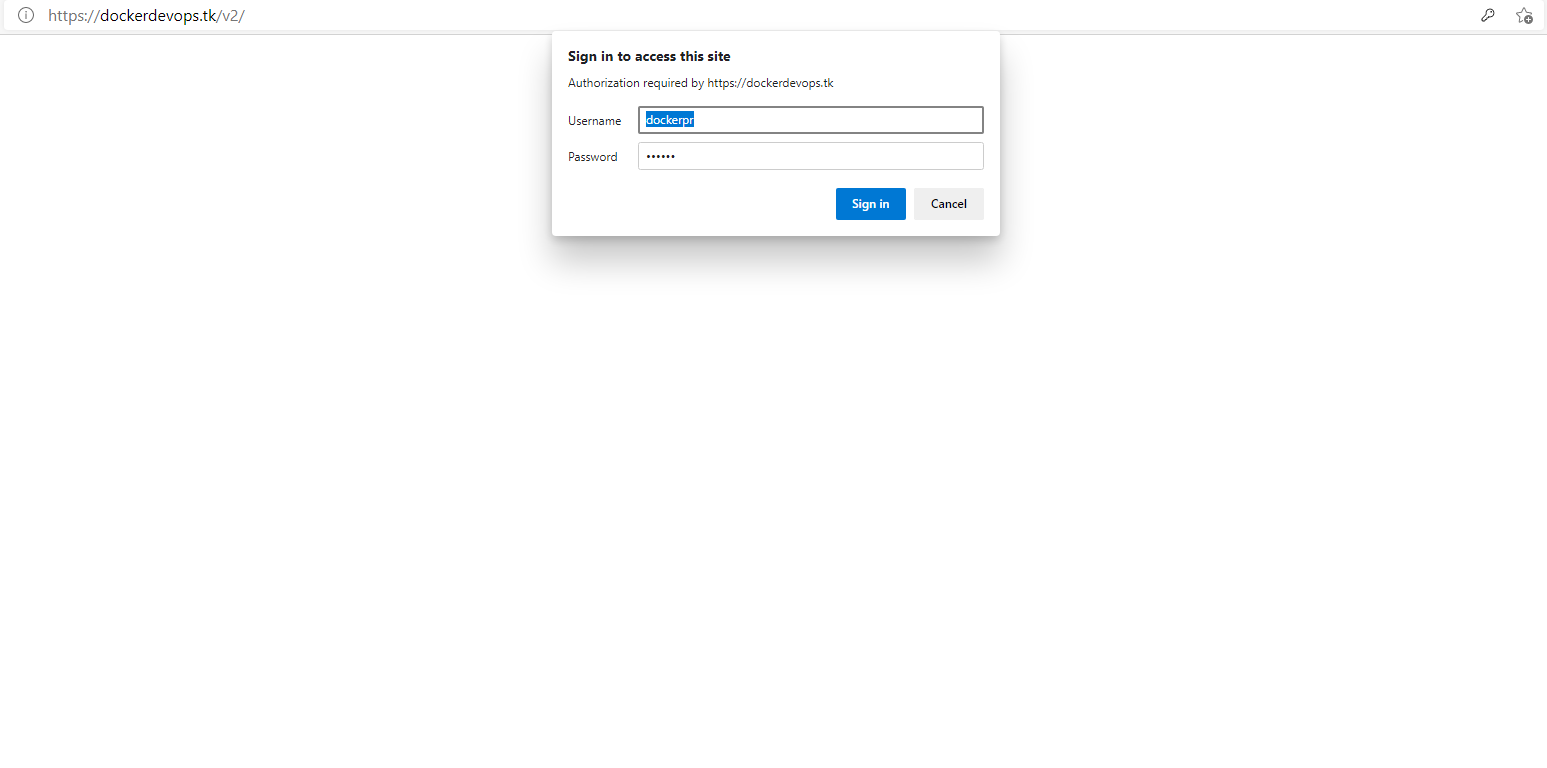 https://dockerdevops.tk/v2/
Sign in to access this site
Authorization required by https://dockerdevops.tk
Username dockerpr
Password ••••••
Sign in Cancel